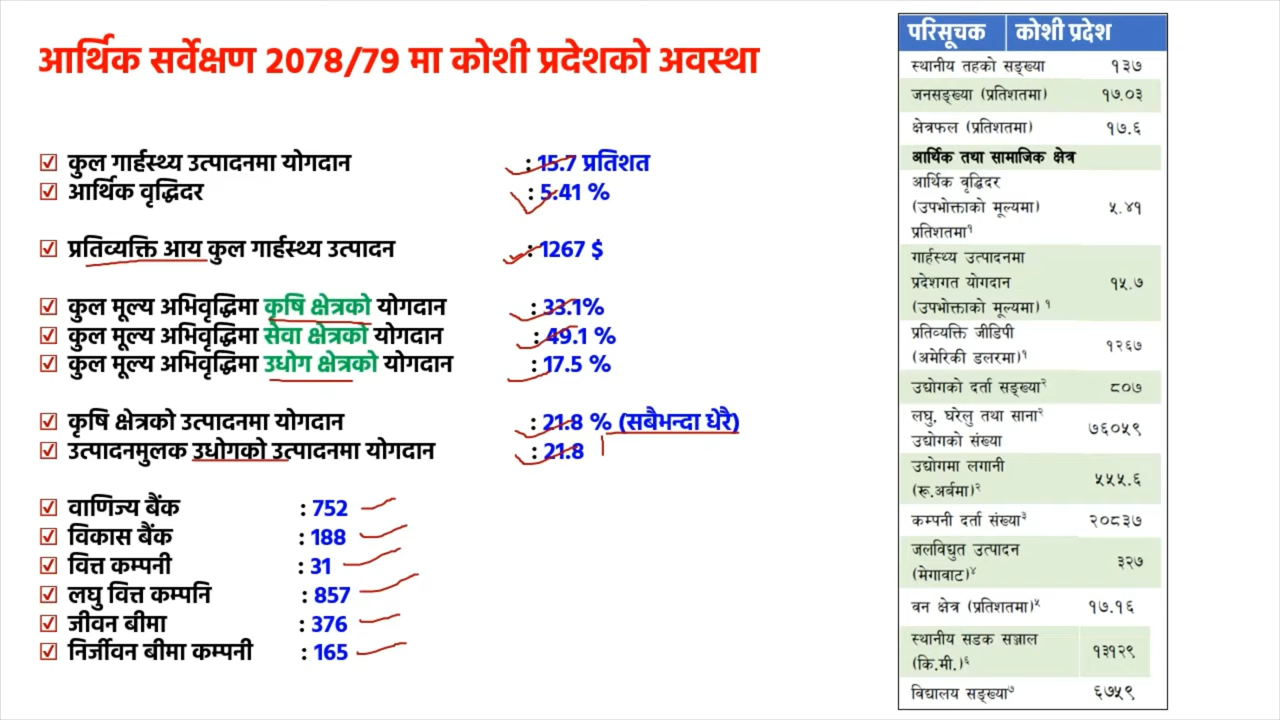 आर्थिक सर्वेक्षण 2078/79 मा कोशी प्रदेशको अवस्था
कुल गार्हस्थ्य उत्पादनमा योगदान : 15.7 प्रतिशत
आर्थिक वृद्धिदर : 5.41 %
प्रतिव्यक्ति आय कुल गार्हस्थ्य उत्पादन : 1267 $
कुल मूल्य अभिवृद्धिमा कृषि क्षेत्रको योगदान : 33.1%
कुल मूल्य अभिवृद्धिमा सेवा क्षेत्रको योगदान : 49.1 %
कुल मूल्य अभिवृद्धिमा उधोग क्षेत्रको योगदान : 17.5 %
कृषि क्षेत्रको उत्पादनमा योगदान : 21.8 % (सबैभन्दा धेरै)
उत्पादनमुलक उधोगको उत्पादनमा योगदान : 21.8
वाणिज्य बैंक : 752
विकास बैंक : 188
वित्त कम्पनी : 31
लघु वित्त कम्पनि : 857
जीवन बीमा : 376
निर्जीवन बीमा कम्पनी : 165
परिसूचक कोशी प्रदेश
स्थानीय तहको सङ्ख्या १३७
जनसङ्ख्या (प्रतिशतमा) १७.०३
क्षेत्रफल (प्रतिशतमा) १७.६
आर्थिक तथा सामाजिक क्षेत्र
आर्थिक वृद्धिदर
(उपभोक्ताको मूल्यमा) ५.४१
प्रतिशतमा¹
गार्हस्थ्य उत्पादनमा
प्रदेशगत योगदान १५.७
(उपभोक्ताको मूल्यमा) ¹
प्रतिव्यक्ति जीडिपी
(अमेरिकी डलरमा)¹ १२६७
उद्योगको दर्ता सङ्ख्या² ८०७
लघु, घरेलु तथा साना²
उद्योगको संख्या ७६०५९
उद्योगमा लगानी
(रू.अर्बमा)² ५५५.६
कम्पनी दर्ता संख्या³ २०८३७
जलविद्युत उत्पादन
(मेगावाट)⁴ ३२७
वन क्षेत्र (प्रतिशतमा)⁵ १७.१६
स्थानीय सडक सञ्जाल
(कि.मी.)⁶ १३१२९
विद्यालय सङ्ख्या⁷ ६७५९